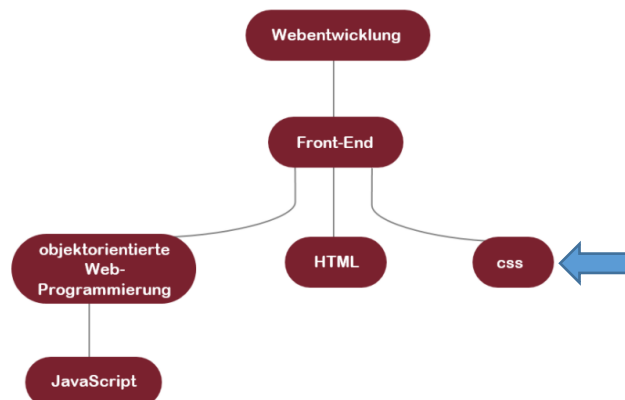 Webentwicklung
Front-End
objektorientierte
Web-
Programmierung
HTML
css
JavaScript